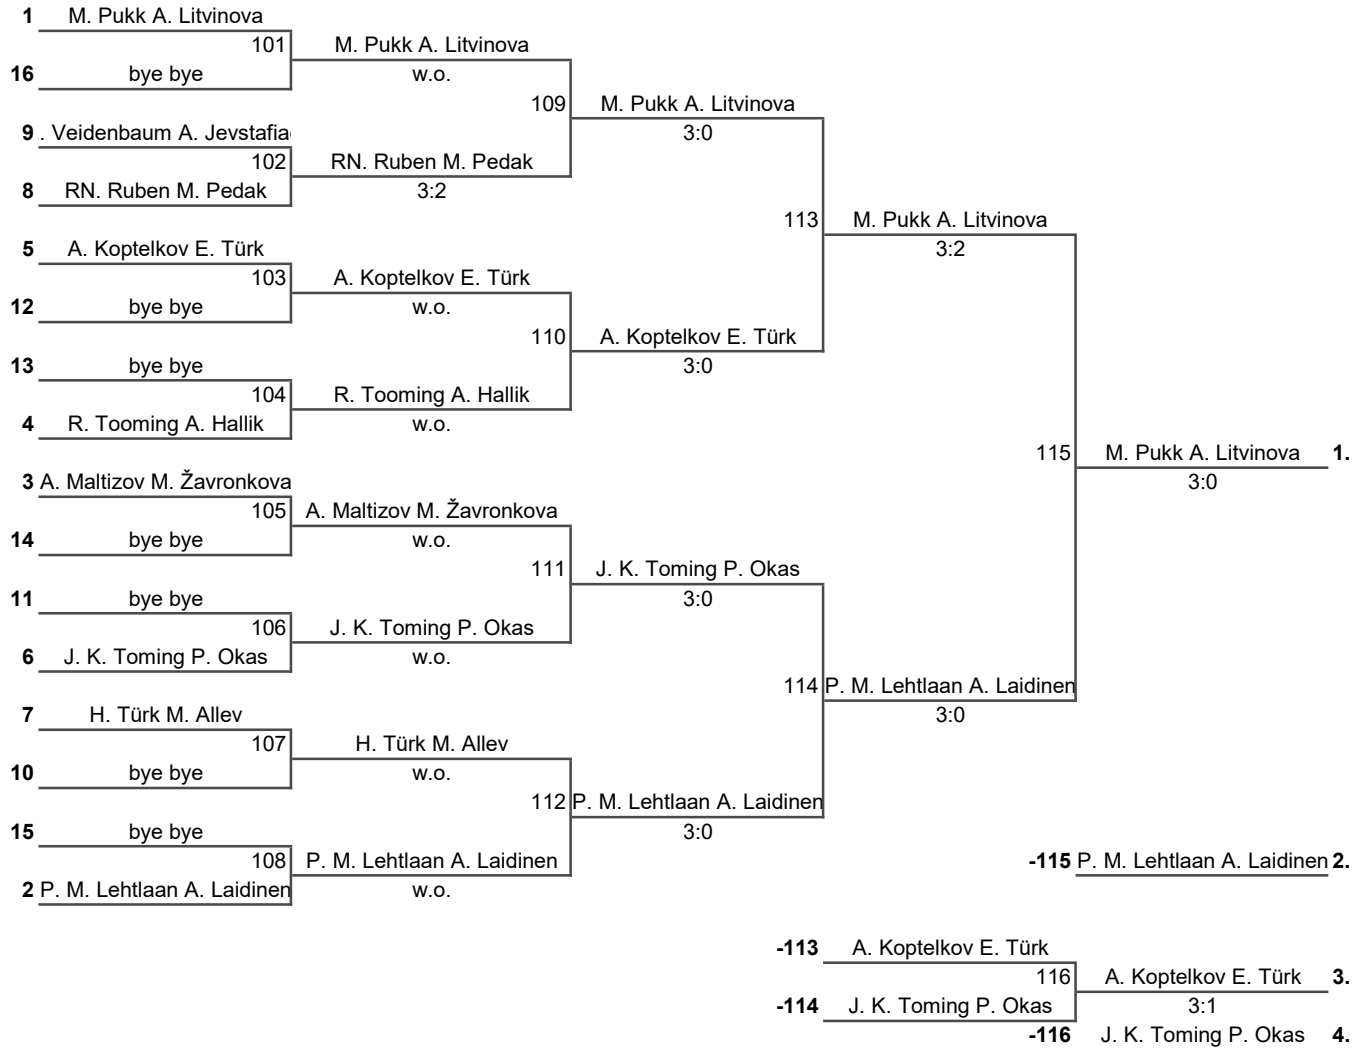 1 M. Pukk A. Litvinova
101 M. Pukk A. Litvinova
16 bye bye w.o.
109 M. Pukk A. Litvinova
9 . Veidenbaum A. Jevstafia 3:0
102 RN. Ruben M. Pedak
8 RN. Ruben M. Pedak 3:2
113 M. Pukk A. Litvinova
5 A. Koptelkov E. Türk 3:2
103 A. Koptelkov E. Türk
12 bye bye w.o.
110 A. Koptelkov E. Türk
13 bye bye 3:0
104 R. Tooming A. Hallik
4 R. Tooming A. Hallik w.o.
115 M. Pukk A. Litvinova 1.
3 A. Maltizov M. Žavronkova 3:0
105 A. Maltizov M. Žavronkova
14 bye bye w.o.
111 J. K. Toming P. Okas
11 bye bye 3:0
106 J. K. Toming P. Okas
6 J. K. Toming P. Okas w.o.
114 P. M. Lehtlaan A. Laidinen
7 H. Türk M. Allev 3:0
107 H. Türk M. Allev
10 bye bye w.o.
112 P. M. Lehtlaan A. Laidinen
15 bye bye 3:0
108 P. M. Lehtlaan A. Laidinen -115 P. M. Lehtlaan A. Laidinen 2.
2 P. M. Lehtlaan A. Laidinen w.o.
-113 A. Koptelkov E. Türk
116 A. Koptelkov E. Türk 3.
-114 J. K. Toming P. Okas 3:1
-116 J. K. Toming P. Okas 4.